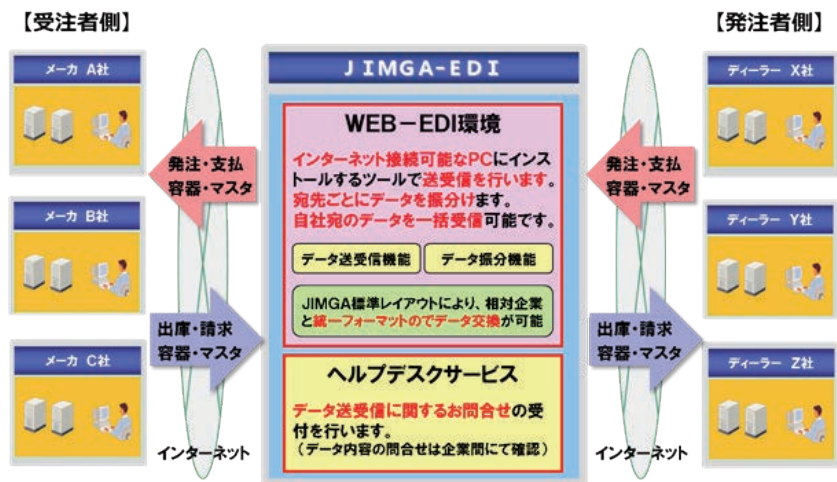 【受注者側】
メーカ A社
メーカ B社
メーカ C社
発注・支払
容器・マスタ
出庫・請求
容器・マスタ
インターネット
JIMGA-EDI
WEB－EDI環境
インターネット接続可能なPCにインス
トールするツールで送受信を行います。
宛先ごとにデータを振分けます。
自社宛のデータを一括受信可能です。
データ送受信機能
データ振分機能
JIMGA標準レイアウトにより、相対企業
と統一フォーマットのでデータ交換が可能
ヘルプデスクサービス
データ送受信に関するお問合せの受
付を行います。
（データ内容の問合せは企業間にて確認）
【発注者側】
ディーラー X社
ディーラー Y社
ディーラー Z社
発注・支払
容器・マスタ
出庫・請求
容器・マスタ
インターネット